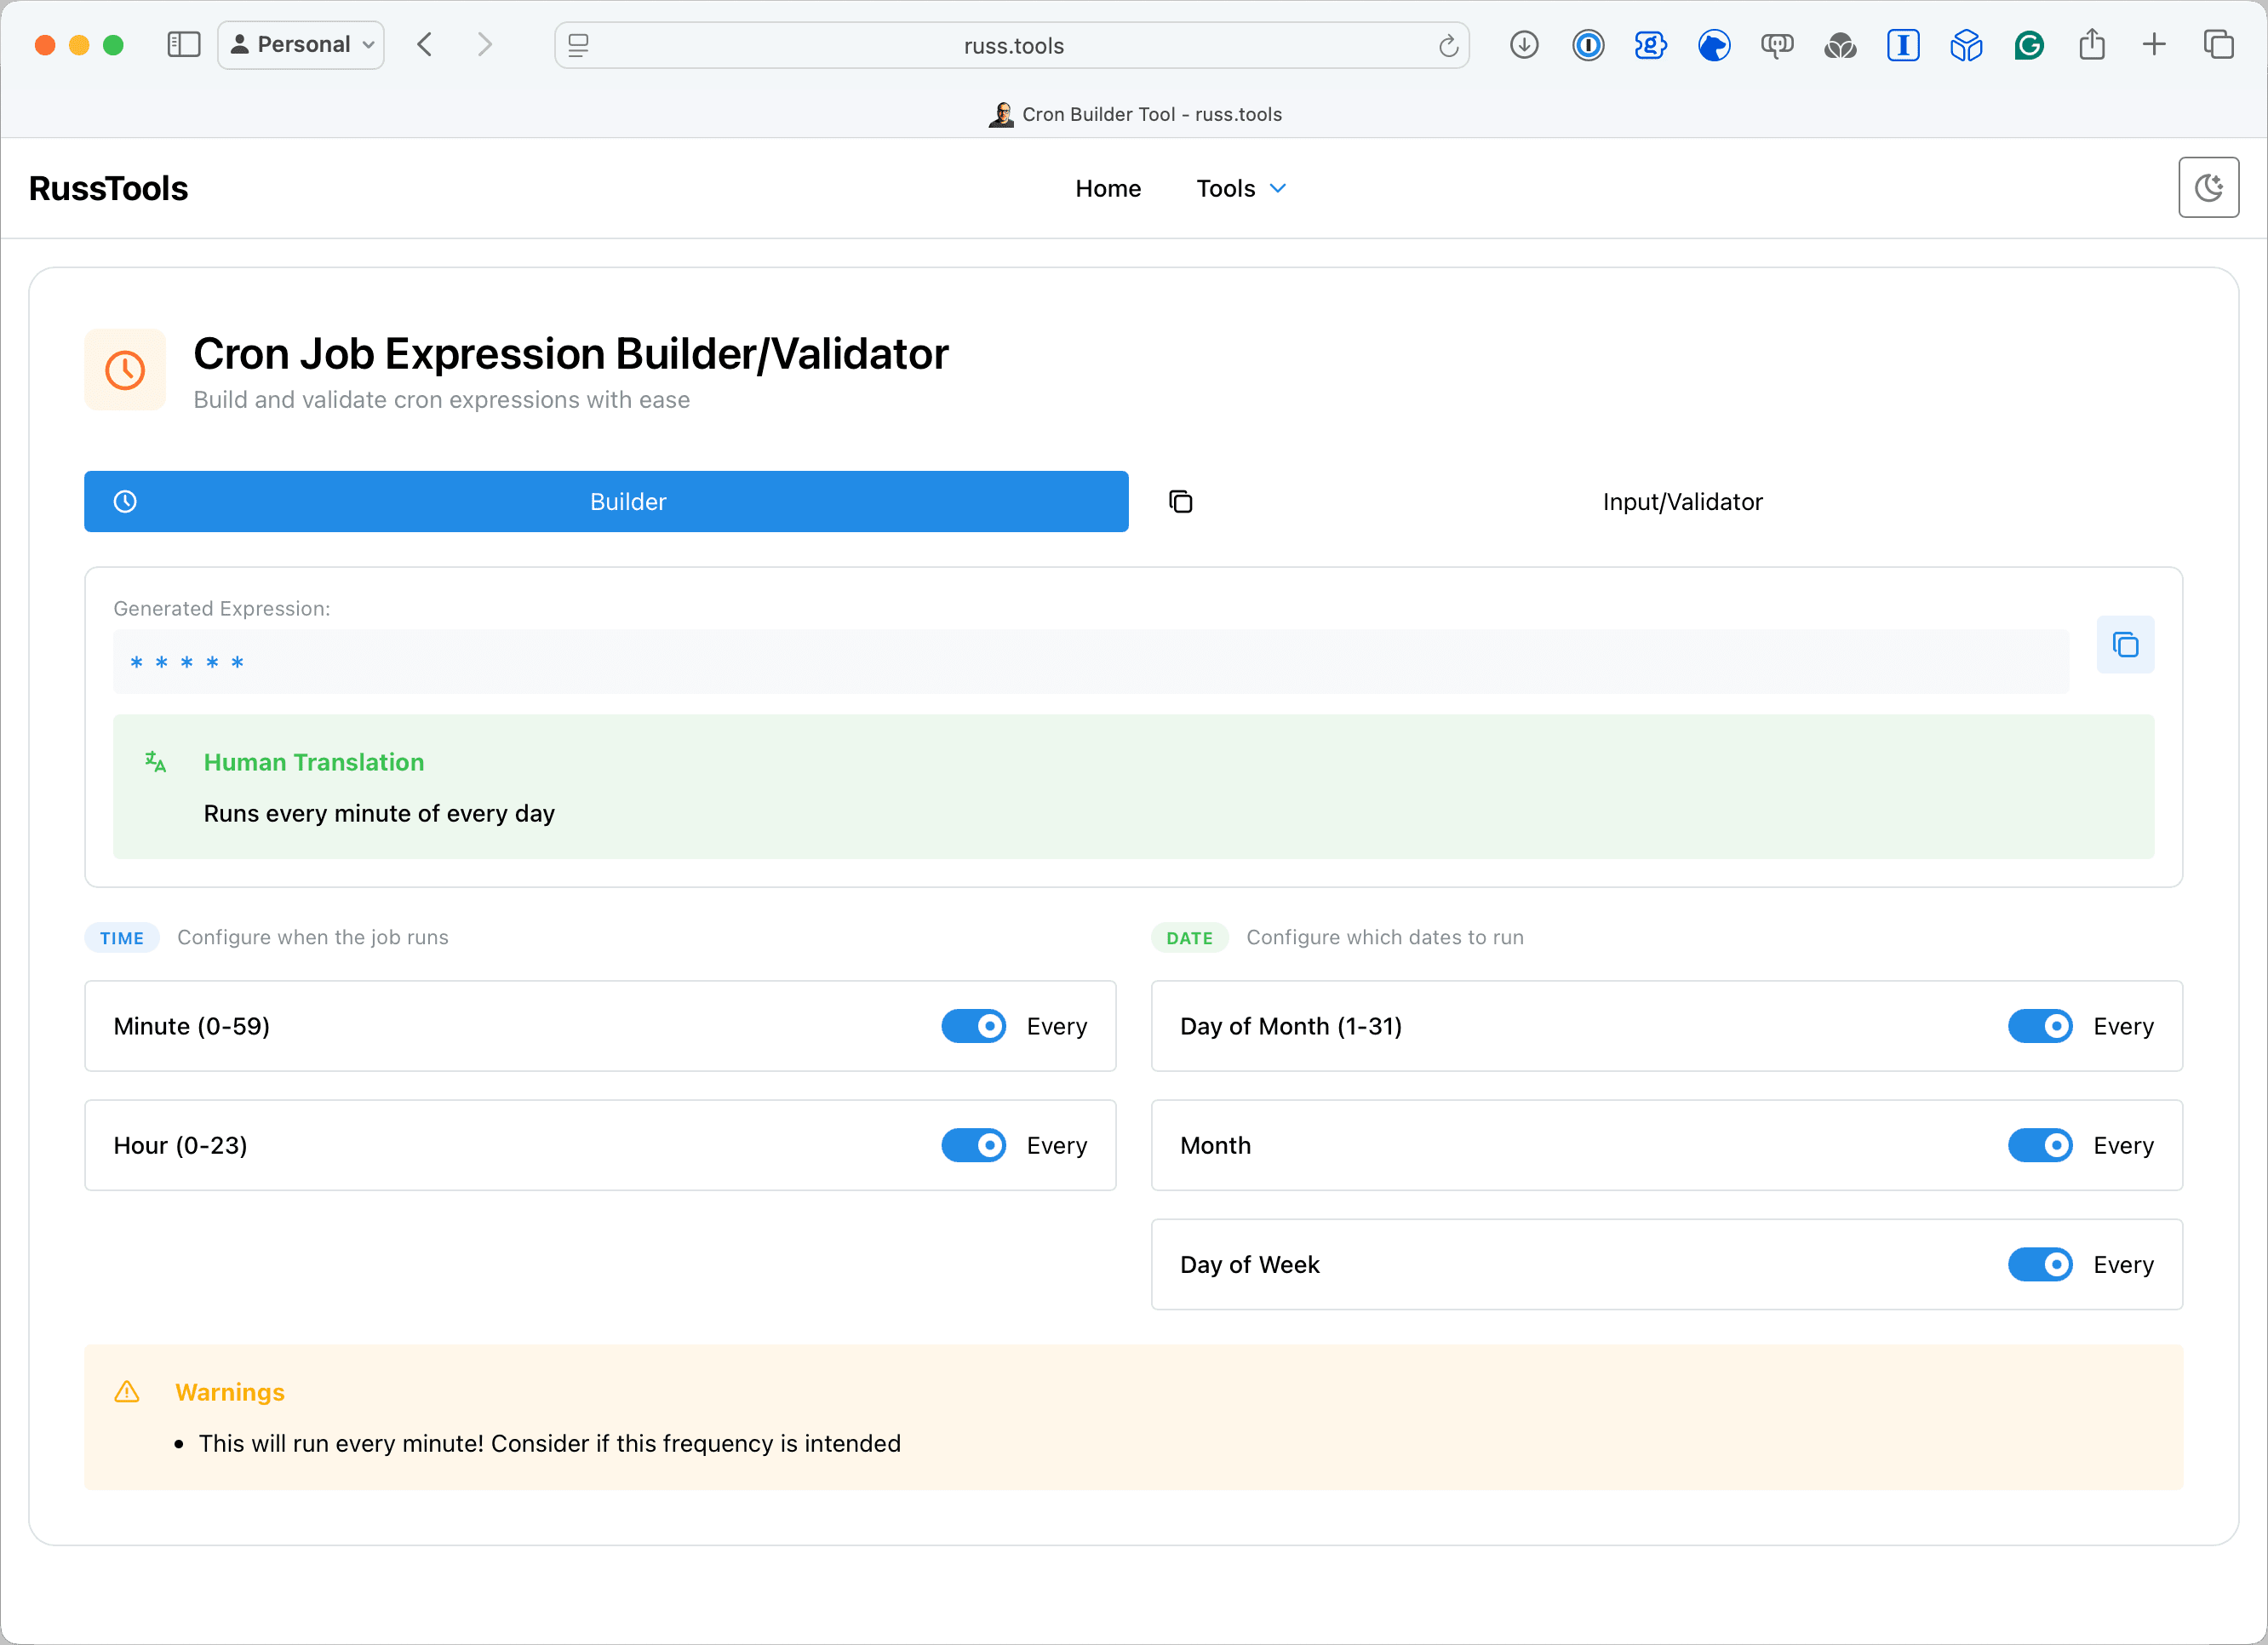 Personal
russ.tools
Cron Builder Tool - russ.tools
RussTools
Home
Tools
Cron Job Expression Builder/Validator
Build and validate cron expressions with ease
Builder
Input/Validator
Generated Expression:
* * * * *
Human Translation
Runs every minute of every day
TIME Configure when the job runs
Minute (0-59) Every
Hour (0-23) Every
DATE Configure which dates to run
Day of Month (1-31) Every
Month Every
Day of Week Every
Warnings
• This will run every minute! Consider if this frequency is intended